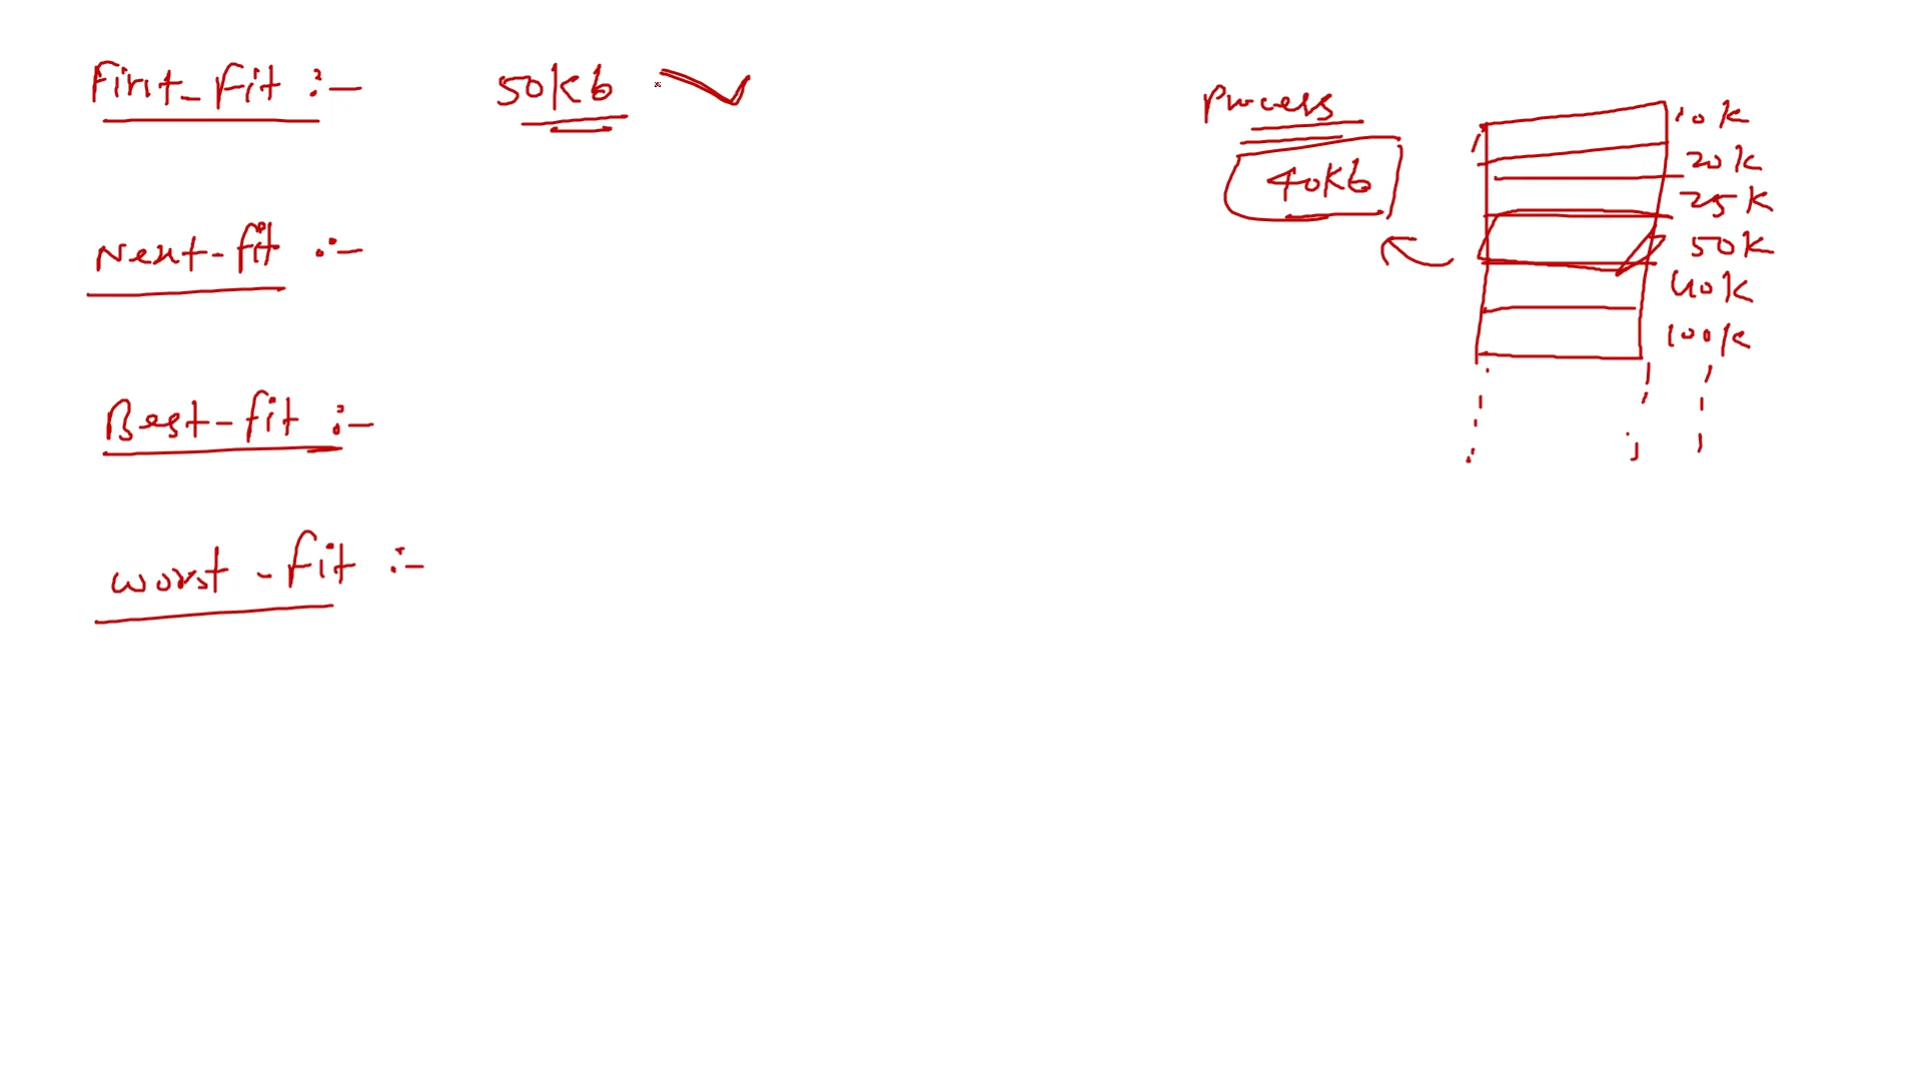 First-Fit :- 50Kb
Next-fit :-
Best-fit :-
worst-fit :-
Process
40Kb
10k
20k
25k
50k
40k
100k